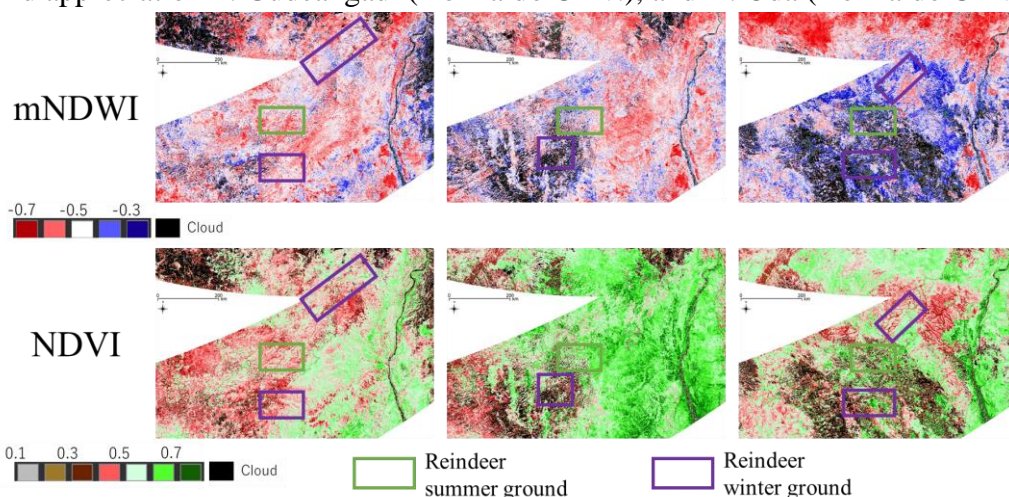 mNDWI
-0.7 -0.5 -0.3
Cloud
NDVI
0.1 0.3 0.5 0.7
Cloud
Reindeer
summer ground
Reindeer
winter ground